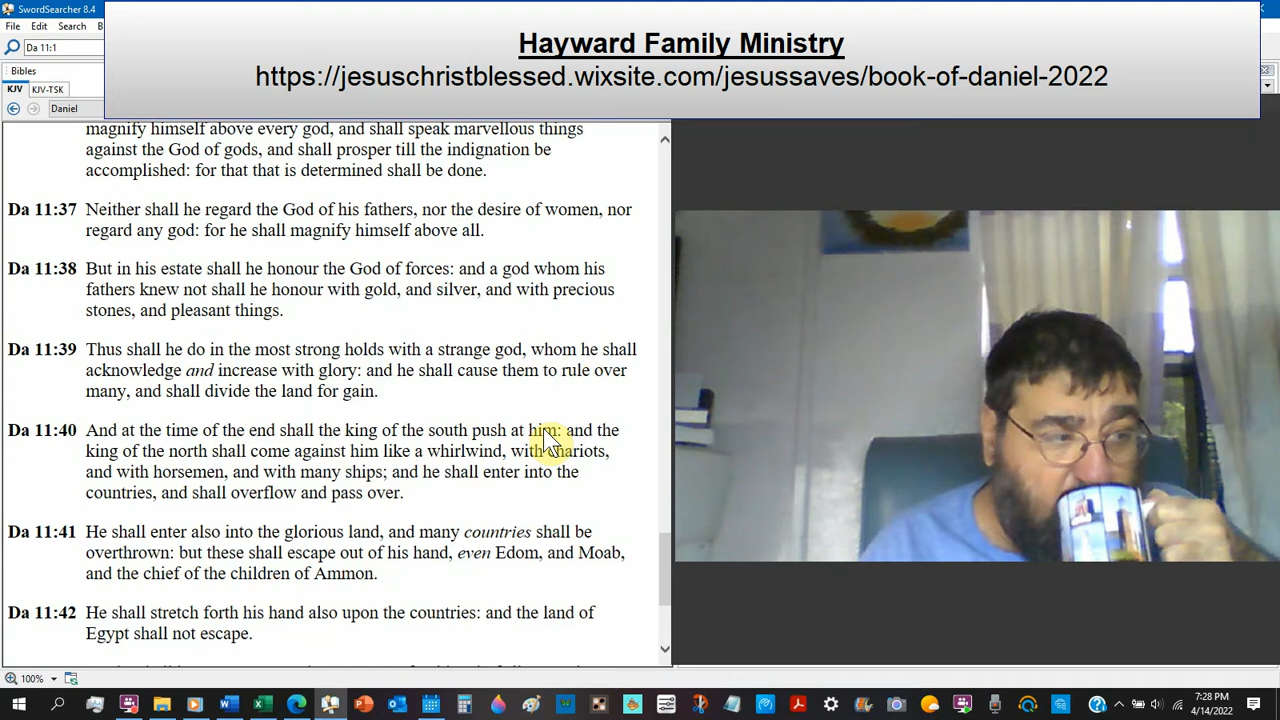 SwordSearcher 8.4
File Edit Search B
Da 11:1
Hayward Family Ministry
https://jesuschristblessed.wixsite.com/jesussaves/book-of-daniel-2022
Bibles
KJV KJV-TSK
Daniel
magnify himself above every god, and shall speak marvellous things
against the God of gods, and shall prosper till the indignation be
accomplished: for that that is determined shall be done.
Da 11:37 Neither shall he regard the God of his fathers, nor the desire of women, nor
regard any god: for he shall magnify himself above all.
Da 11:38 But in his estate shall he honour the God of forces: and a god whom his
fathers knew not shall he honour with gold, and silver, and with precious
stones, and pleasant things.
Da 11:39 Thus shall he do in the most strong holds with a strange god, whom he shall
acknowledge and increase with glory: and he shall cause them to rule over
many, and shall divide the land for gain.
Da 11:40 And at the time of the end shall the king of the south push at him: and the
king of the north shall come against him like a whirlwind, with chariots,
and with horsemen, and with many ships; and he shall enter into the
countries, and shall overflow and pass over.
Da 11:41 He shall enter also into the glorious land, and many countries shall be
overthrown: but these shall escape out of his hand, even Edom, and Moab,
and the chief of the children of Ammon.
Da 11:42 He shall stretch forth his hand also upon the countries: and the land of
Egypt shall not escape.
100%
7:28 PM
4/14/2022